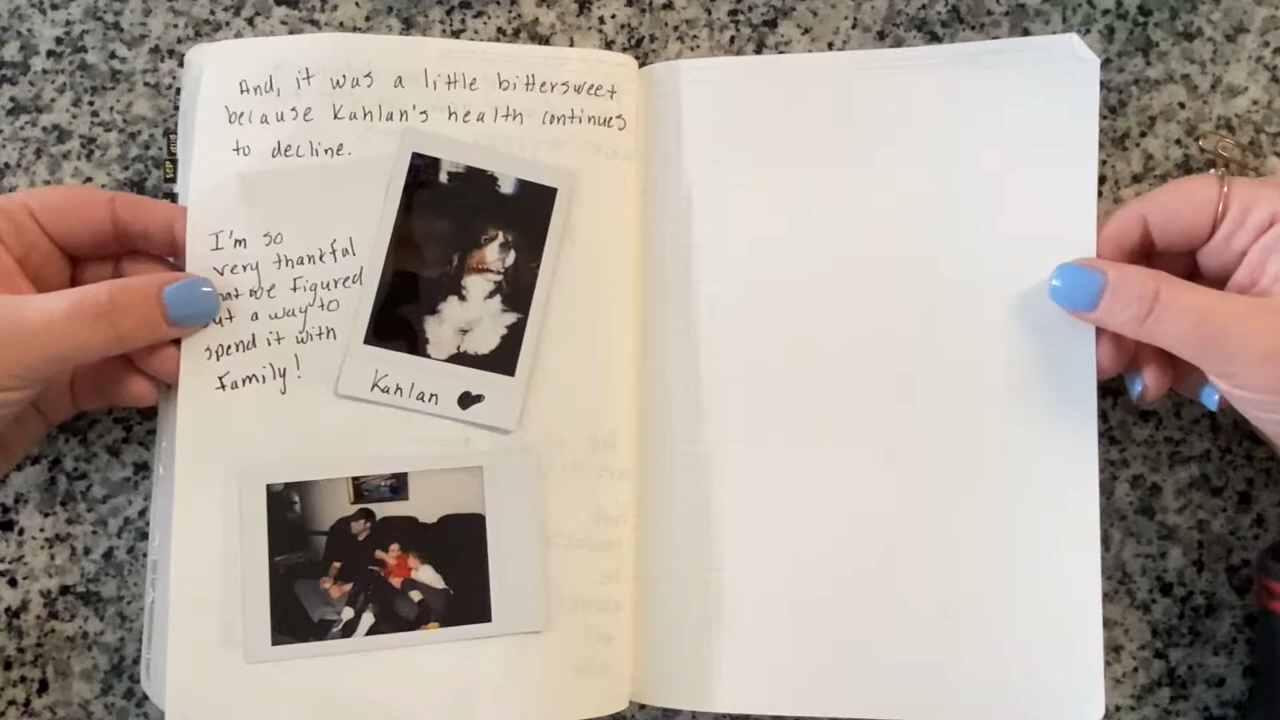 And, it was a little bittersweet
because Kahlan's health continues
to decline.
I'm so
very thankful
we Figured
a way to
spend it with
Family!
Kahlan